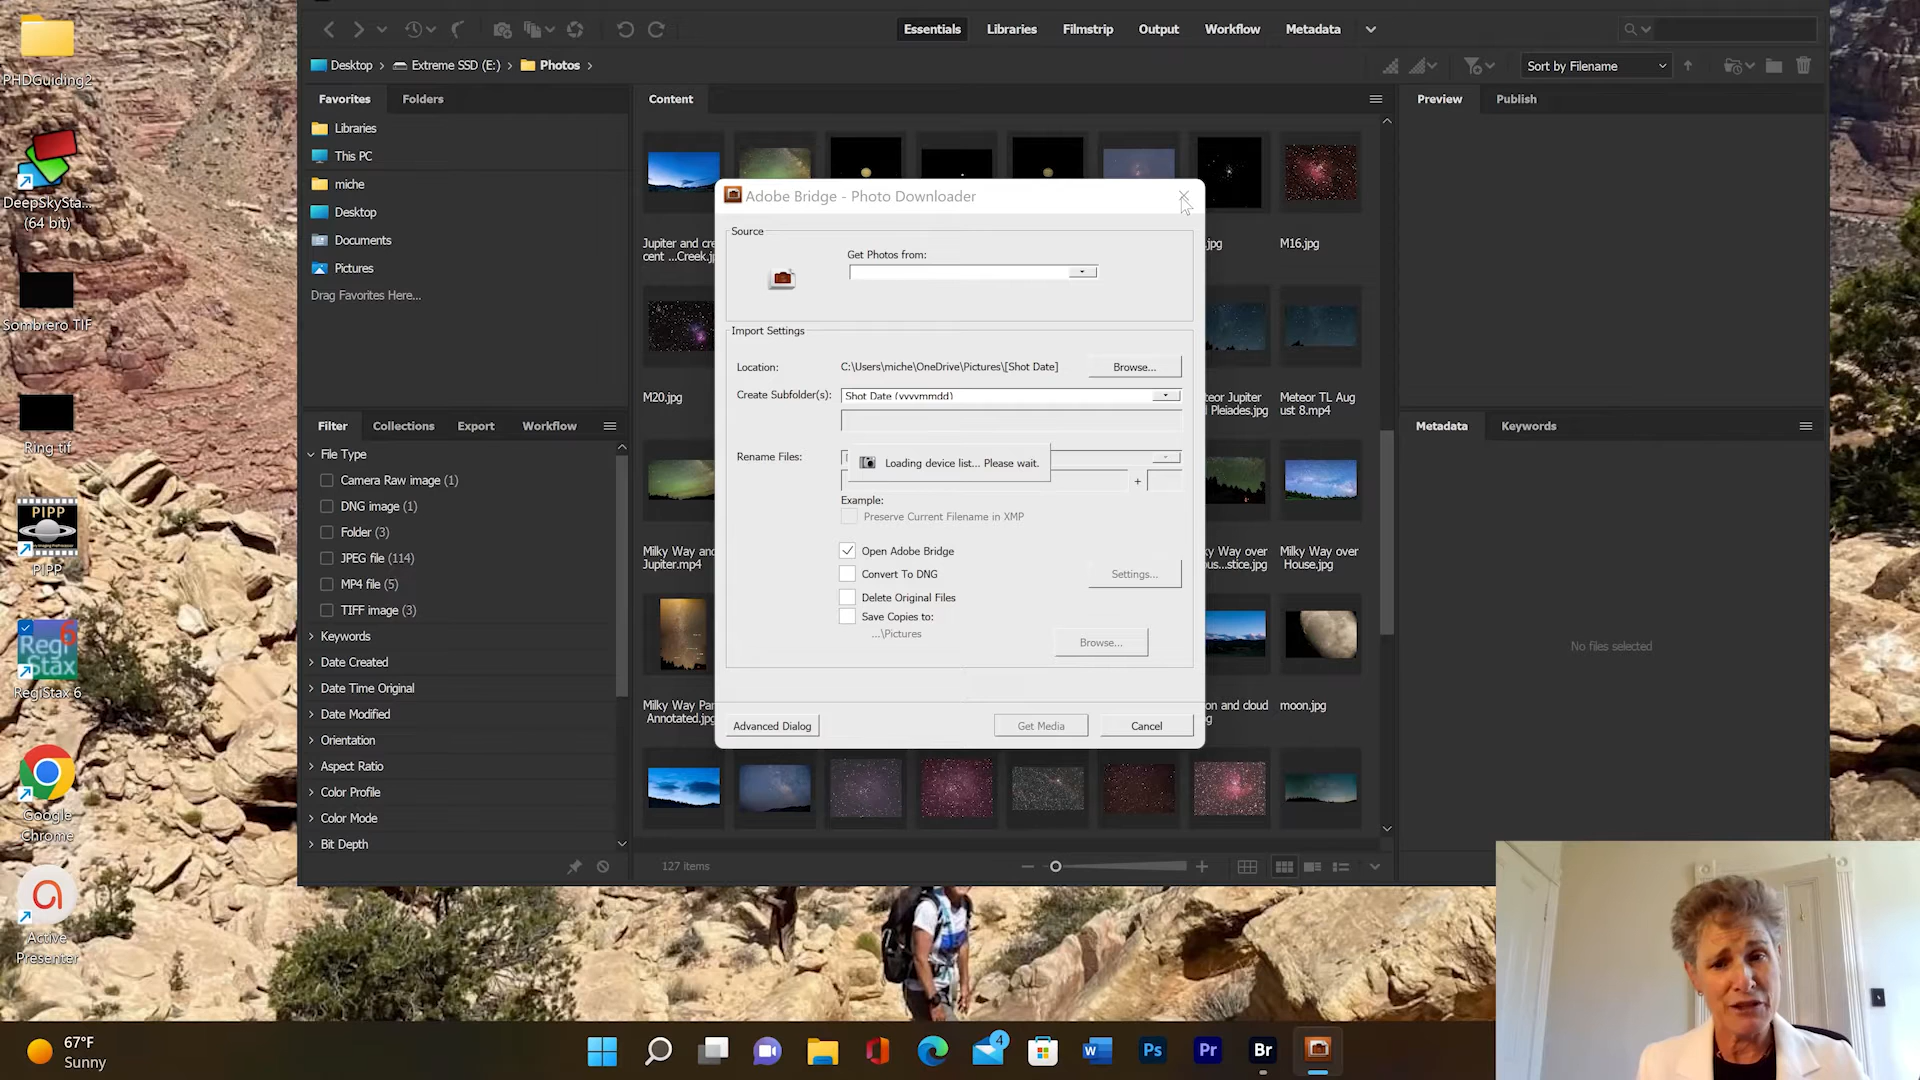 PHDGuiding2
DeepSkySta...
(64 bit)
Sombrero TIF
Ring tif
PIPP
PIPP
Regi
Stax
6
RegiStax 6
Google
Chrome
Active
Presenter
Essentials
Libraries
Filmstrip
Output
Workflow
Metadata
Desktop
Extreme SSD (E:)
Photos
Sort by Filename
Favorites
Folders
Libraries
This PC
miche
Desktop
Documents
Pictures
Drag Favorites Here...
Filter
Collections
Export
Workflow
File Type
Camera Raw image (1)
DNG image (1)
Folder (3)
JPEG file (114)
MP4 file (5)
TIFF image (3)
Keywords
Date Created
Date Time Original
Date Modified
Orientation
Aspect Ratio
Color Profile
Color Mode
Bit Depth
Content
Jupiter and cre
cent ...Creek.j
.jpg
M16.jpg
M20.jpg
teor Jupiter
Pleiades.jpg
Meteor TL Aug
ust 8.mp4
Milky Way and
Jupiter.mp4
ky Way over
ous...stice.jpg
Milky Way over
House.jpg
Milky Way Pan
Annotated.jpg
on and cloud
pg
moon.jpg
127 items
Adobe Bridge - Photo Downloader
Source
Get Photos from:
Import Settings
Location:
C:\Users\miche\OneDrive\Pictures\[Shot Date]
Browse...
Create Subfolder(s):
Shot Date (yyyymmdd)
Rename Files:
Loading device list... Please wait.
+
Example:
Preserve Current Filename in XMP
Open Adobe Bridge
Convert To DNG
Settings...
Delete Original Files
Save Copies to:
...\Pictures
Browse...
Advanced Dialog
Get Media
Cancel
Preview
Publish
Metadata
Keywords
No files selected
67°F
Sunny
4
W
Ps
Pr
Br